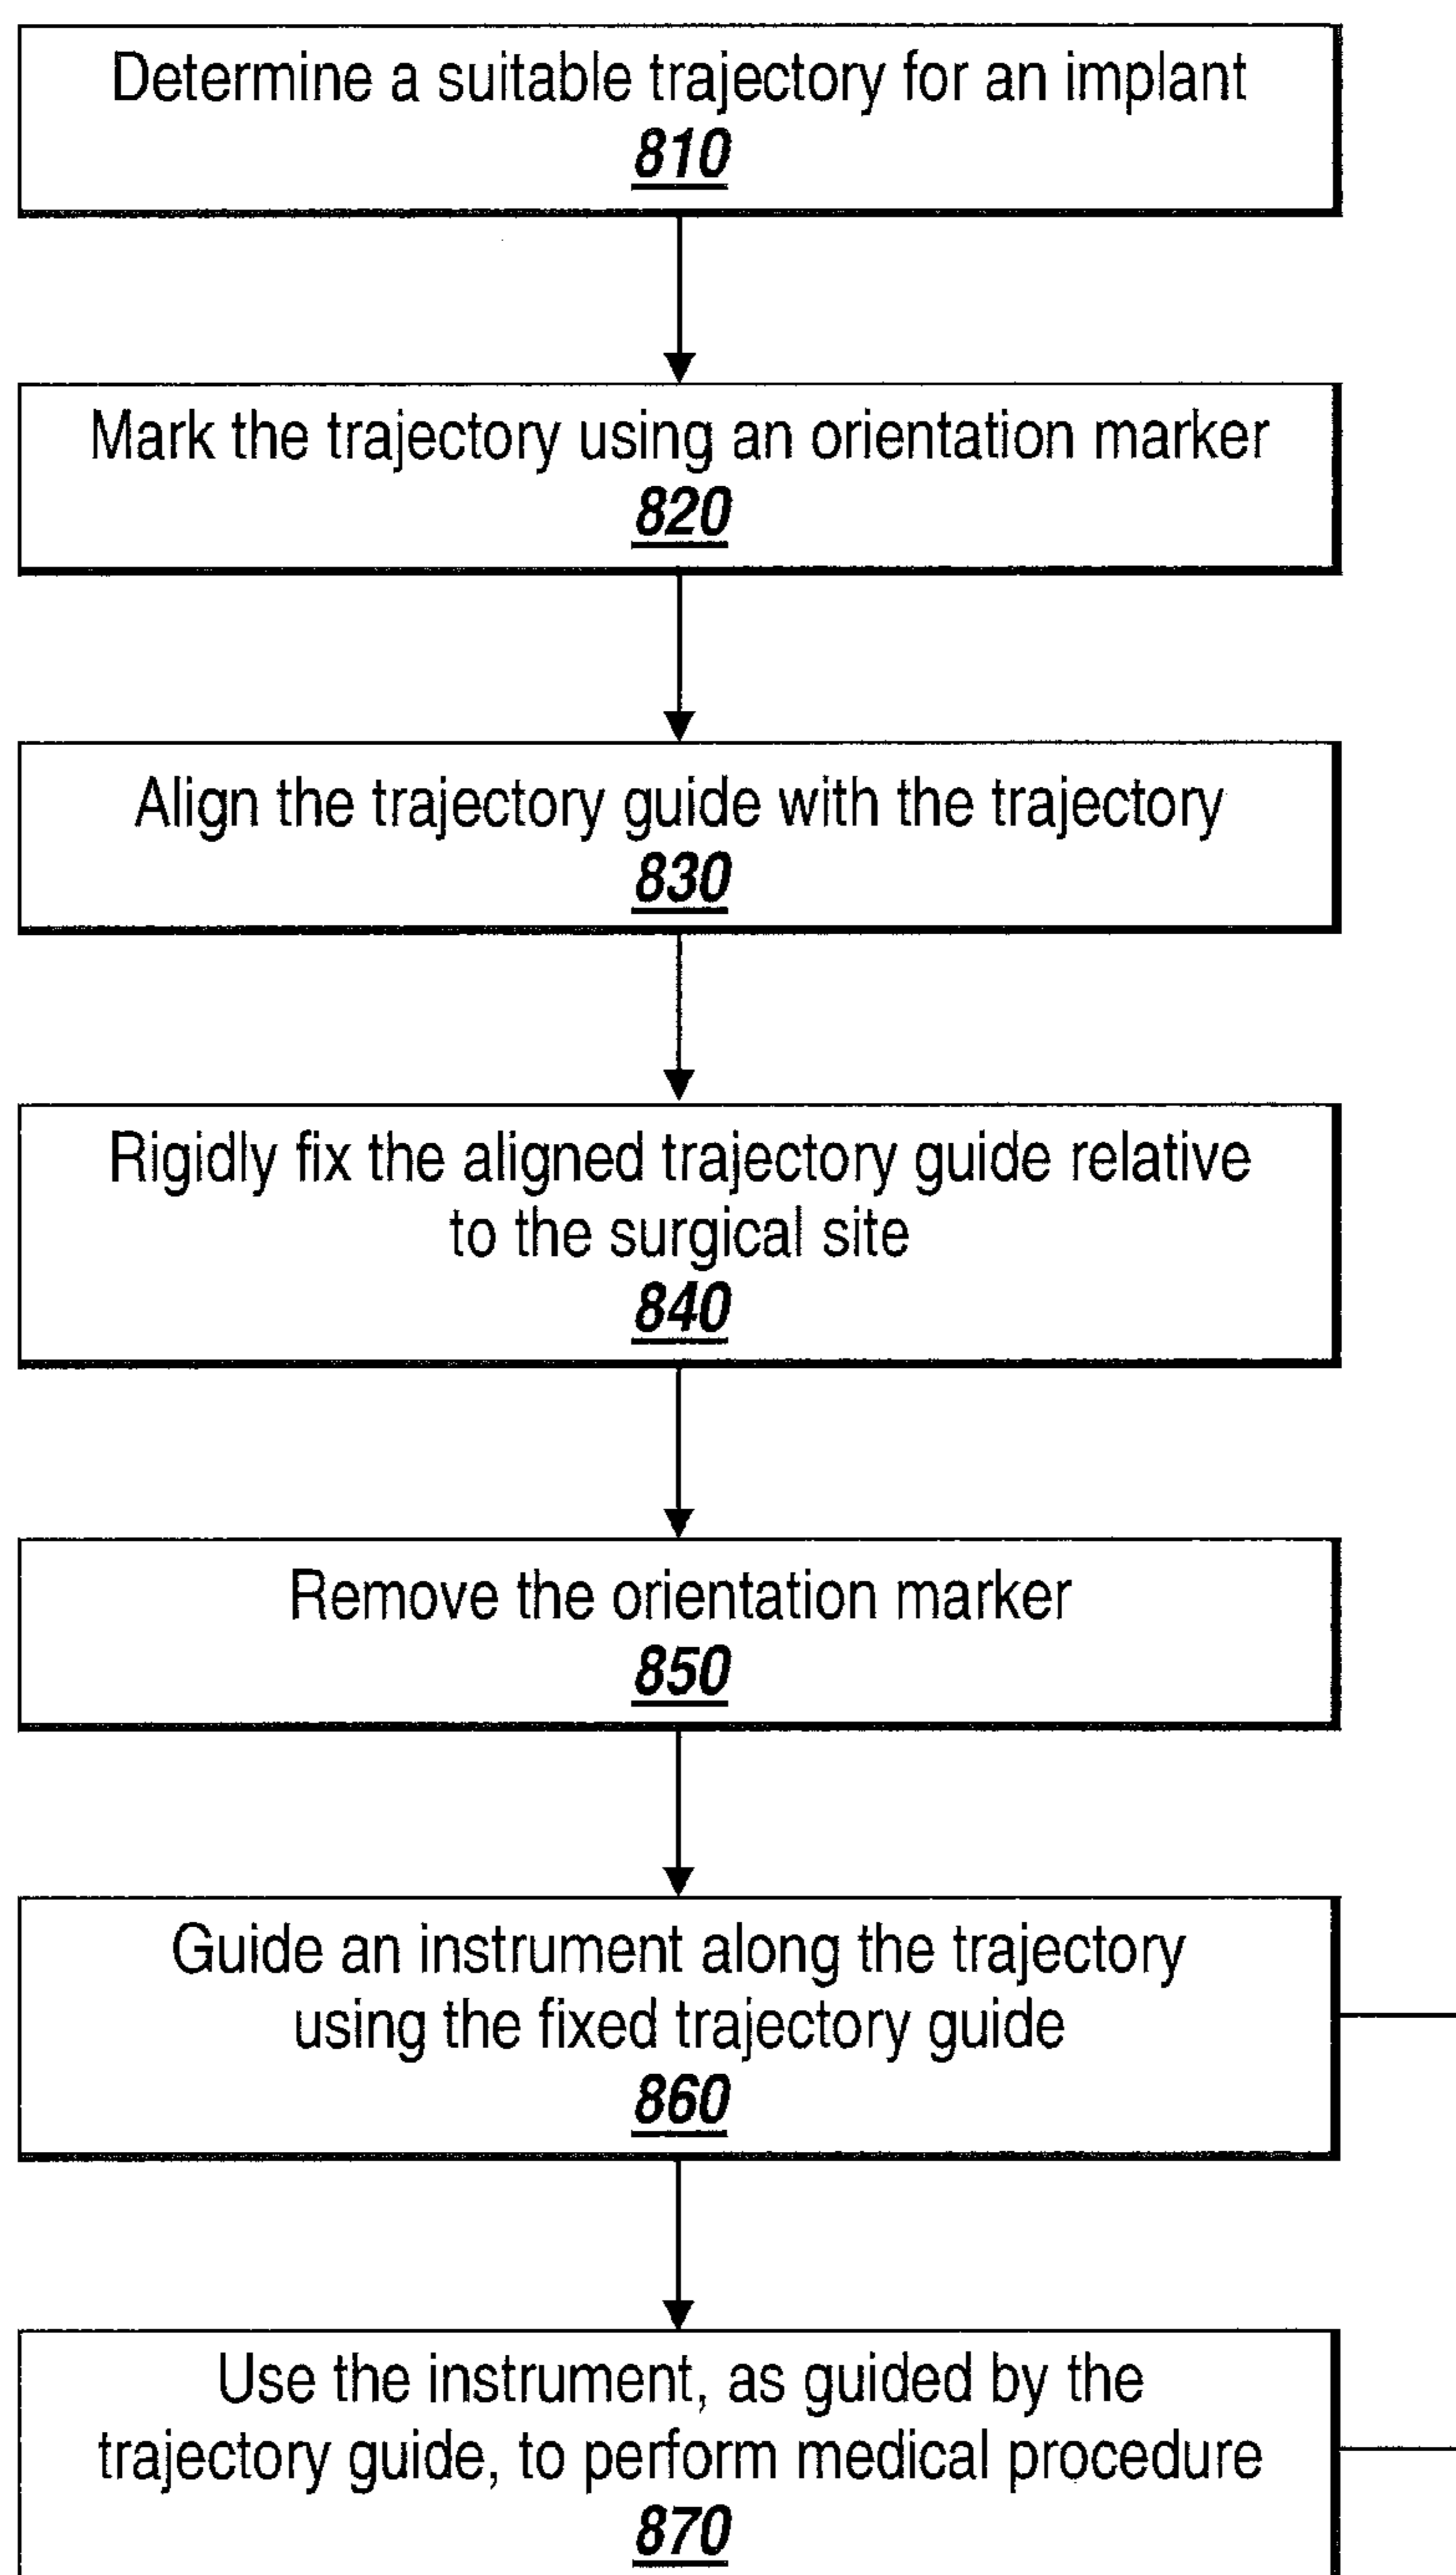 Determine a suitable trajectory for an implant
810
Mark the trajectory using an orientation marker
820
Align the trajectory guide with the trajectory
830
Rigidly fix the aligned trajectory guide relative
to the surgical site
840
Remove the orientation marker
850
Guide an instrument along the trajectory
using the fixed trajectory guide
860
Use the instrument, as guided by the
trajectory guide, to perform medical procedure
870